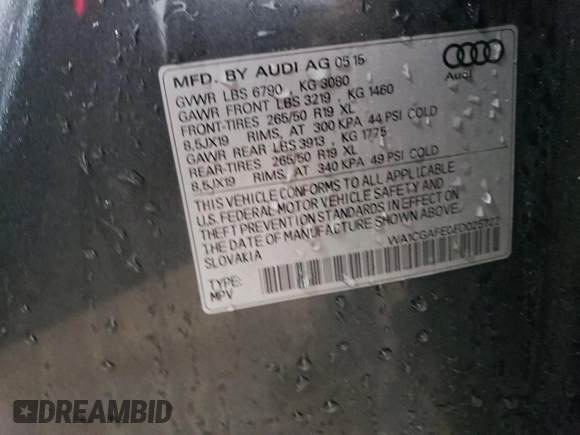 MFD. BY AUDI AG 05 15
GVWR LBS 6790 , KG 3080
GAWR FRONT LBS 3219 , KG 1460
FRONT-TIRES 265/50 R19 XL
8,5JX19 RIMS, AT 300 KPA 44 PSI COLD
GAWR REAR LBS 3913 , KG 1775
REAR-TIRES 265/50 R19 XL
8,5JX19 RIMS, AT 340 KPA 49 PSI COLD
THIS VEHICLE CONFORMS TO ALL APPLICABLE
U.S. FEDERAL MOTOR VEHICLE SAFETY AND
THEFT PREVENTION STANDARDS IN EFFECT ON
THE DATE OF MANUFACTURE SHOWN ABOVE.
SLOVAKIA WA1CGAFE0FD025722
TYPE:
MPV
Audi
DREAMBID